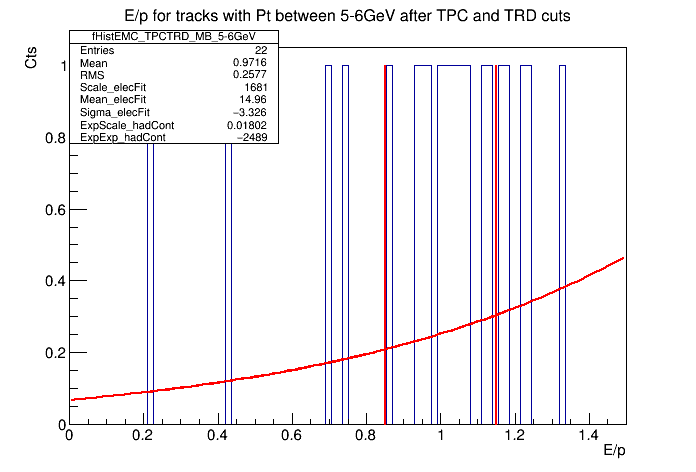 E/p for tracks with Pt between 5-6GeV after TPC and TRD cuts
fHistEMC_TPCTRD_MB_5-6GeV
Entries 22
Mean 0.9716
RMS 0.2577
Scale_elecFit 1681
Mean_elecFit 14.96
Sigma_elecFit −3.326
ExpScale_hadCont 0.01802
ExpExp_hadCont −2489
Cts
1
0.8
0.6
0.4
0.2
0
0 0.2 0.4 0.6 0.8 1 1.2 1.4
E/p